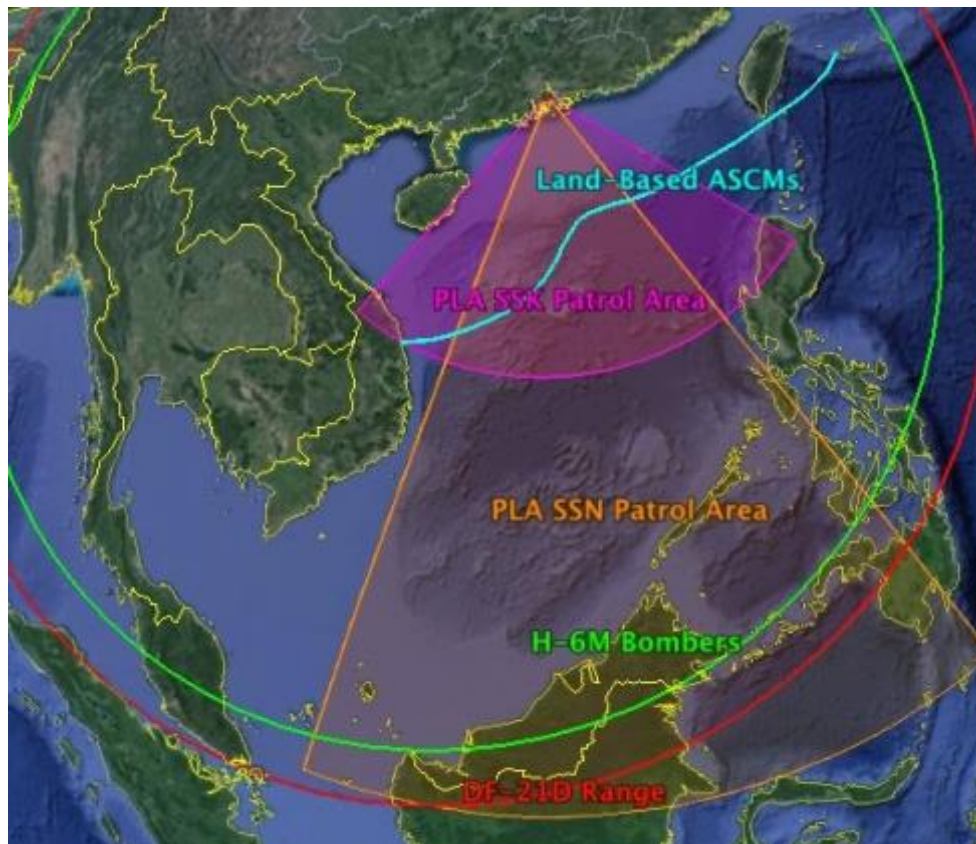 Land-Based ASCMs
PLA SSK Patrol Area
PLA SSN Patrol Area
H-6M Bombers
DF-21D Range